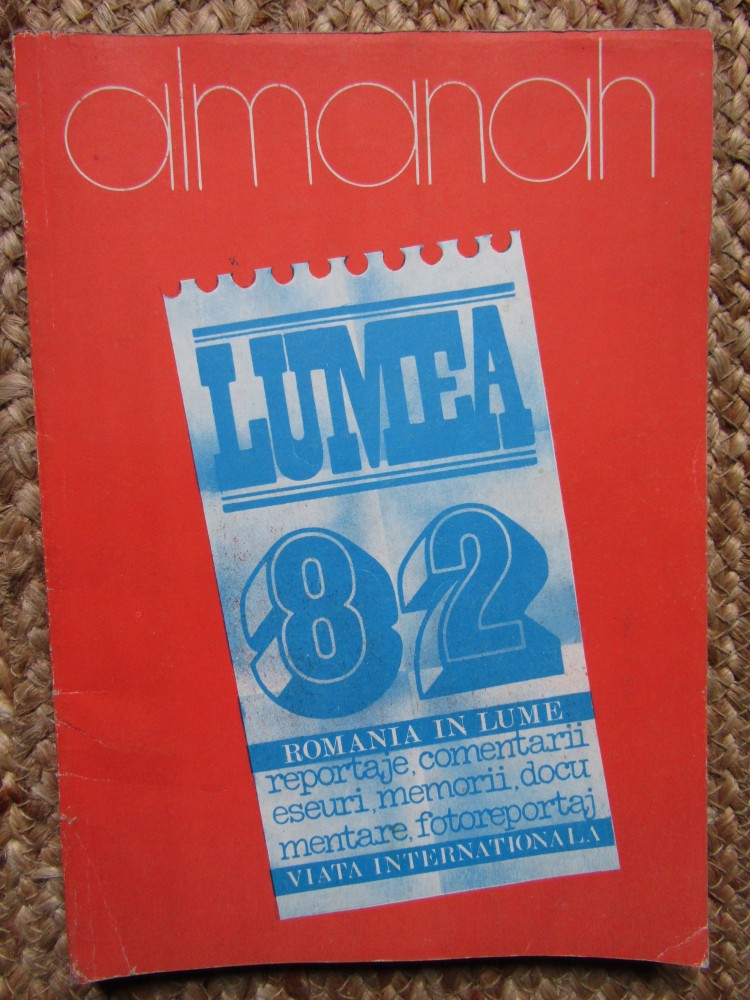 almanah
LUMEA
82
ROMANIA IN LUME
reportaje, comentarii
eseuri, memorii, docu
mentare, fotoreportaj
VIATA INTERNATIONALA